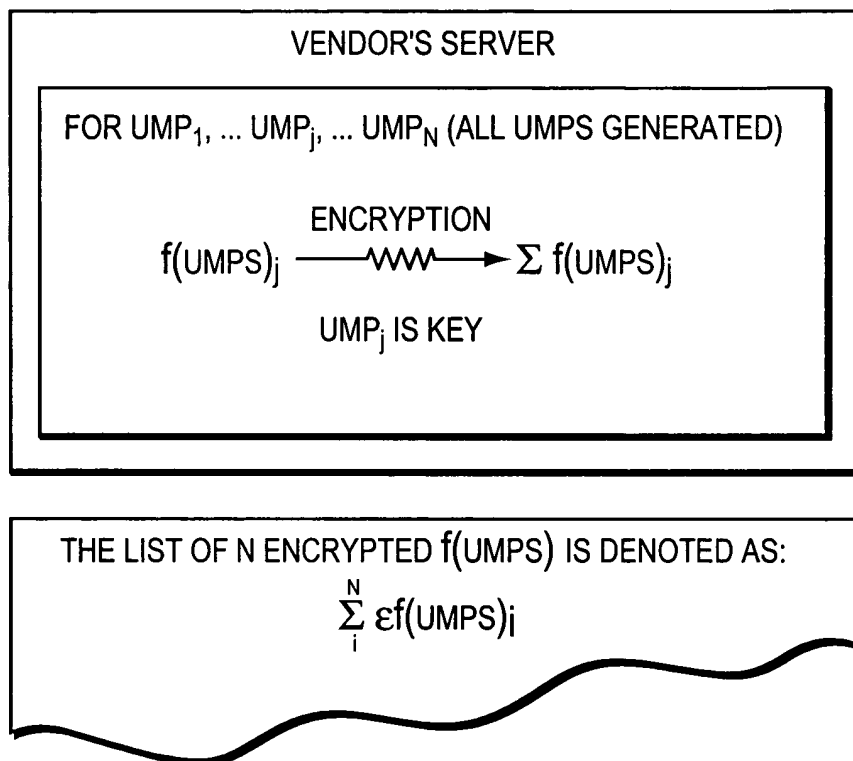 VENDOR'S SERVER
FOR UMP₁, ... UMPⱼ, ... UMP_N (ALL UMPS GENERATED)
ENCRYPTION
f(UMPS)ⱼ Σ f(UMPS)ⱼ
UMPⱼ IS KEY
THE LIST OF N ENCRYPTED f(UMPS) IS DENOTED AS:
N
Σ εf(UMPS)i
i